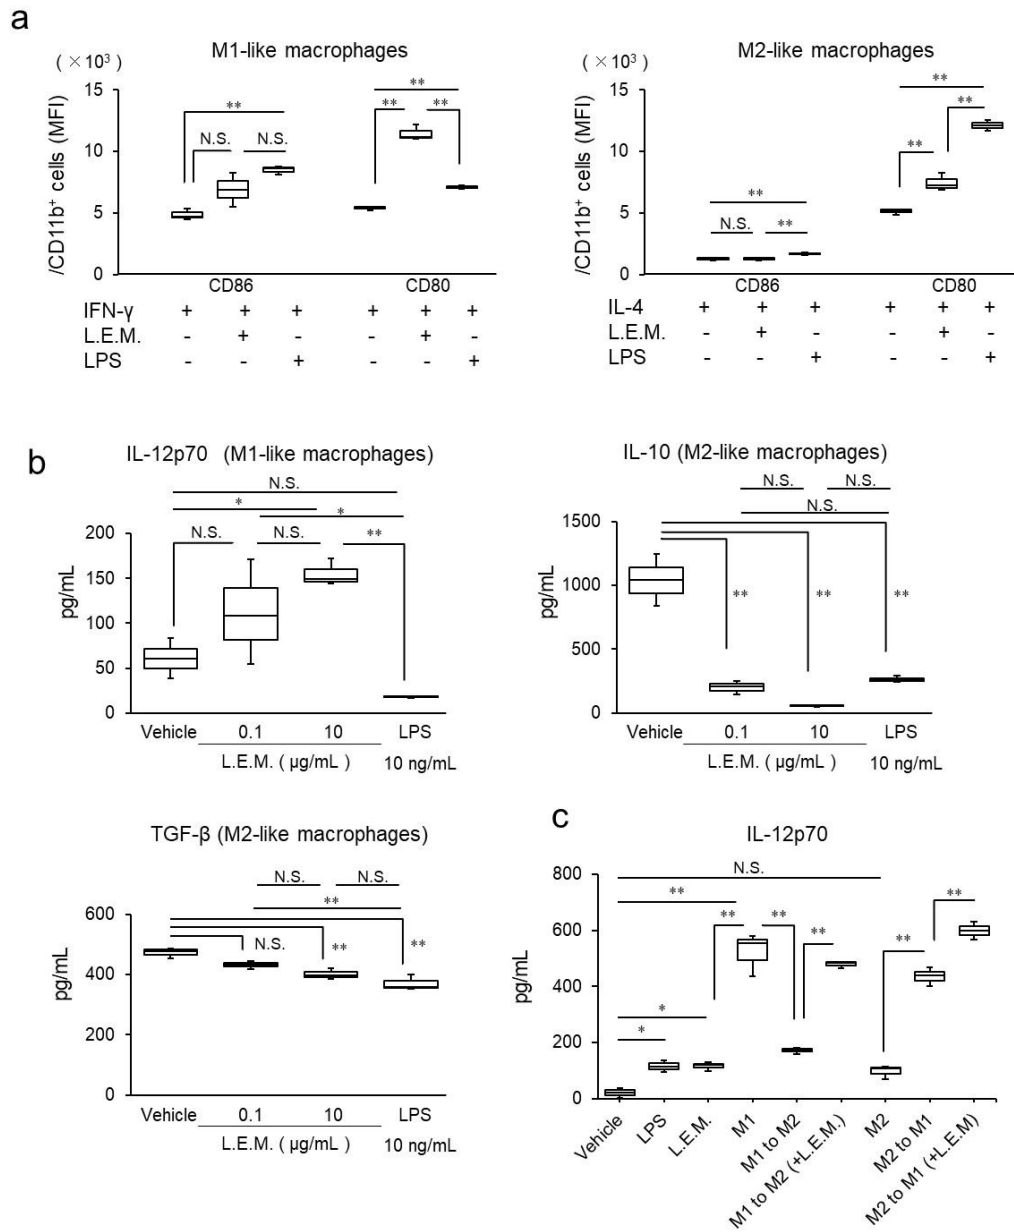 a
M1-like macrophages
( ×10³ )
/CD11b⁺ cells (MFI)
15
10
5
0
**
N.S.
N.S.
**
**
**
CD86
CD80
IFN-γ + + + + + +
L.E.M. - + - - + -
LPS - - + - - +
M2-like macrophages
( ×10³ )
/CD11b⁺ cells (MFI)
15
10
5
0
**
N.S.
**
**
**
**
CD86
CD80
IL-4 + + + + + +
L.E.M. - + - - + -
LPS - - + - - +
b
IL-12p70 (M1-like macrophages)
N.S.
*
*
N.S.
N.S.
**
pg/mL
200
150
100
50
0
Vehicle 0.1 10 LPS
L.E.M. ( μg/mL ) 10 ng/mL
IL-10 (M2-like macrophages)
N.S.
N.S.
N.S.
**
**
**
pg/mL
1500
1000
500
0
Vehicle 0.1 10 LPS
L.E.M. ( μg/mL ) 10 ng/mL
TGF-β (M2-like macrophages)
N.S.
N.S.
**
N.S.
**
**
pg/mL
600
400
200
0
Vehicle 0.1 10 LPS
L.E.M. ( μg/mL ) 10 ng/mL
c
IL-12p70
N.S.
**
**
**
**
**
**
*
*
pg/mL
800
600
400
200
0
Vehicle
LPS
L.E.M.
M1
M1 to M2
M1 to M2 (+L.E.M.)
M2
M2 to M1
M2 to M1 (+L.E.M)